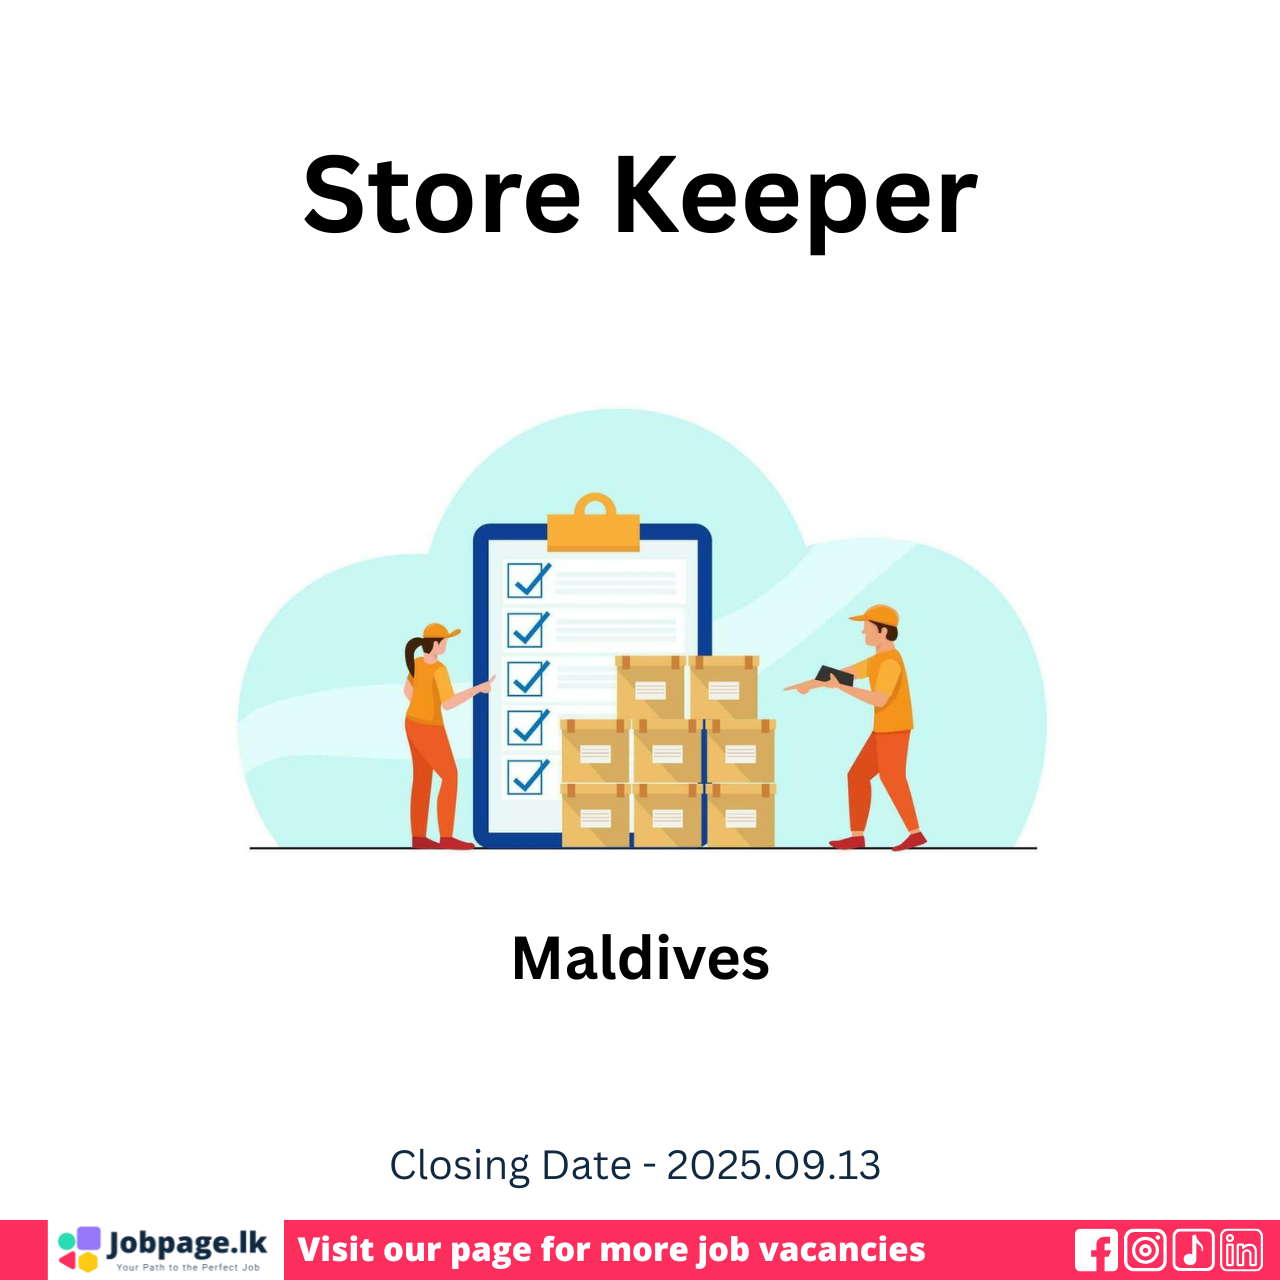 Store Keeper
Maldives
Closing Date - 2025.09.13
Jobpage.lk
Your Path to the Perfect Job
Visit our page for more job vacancies